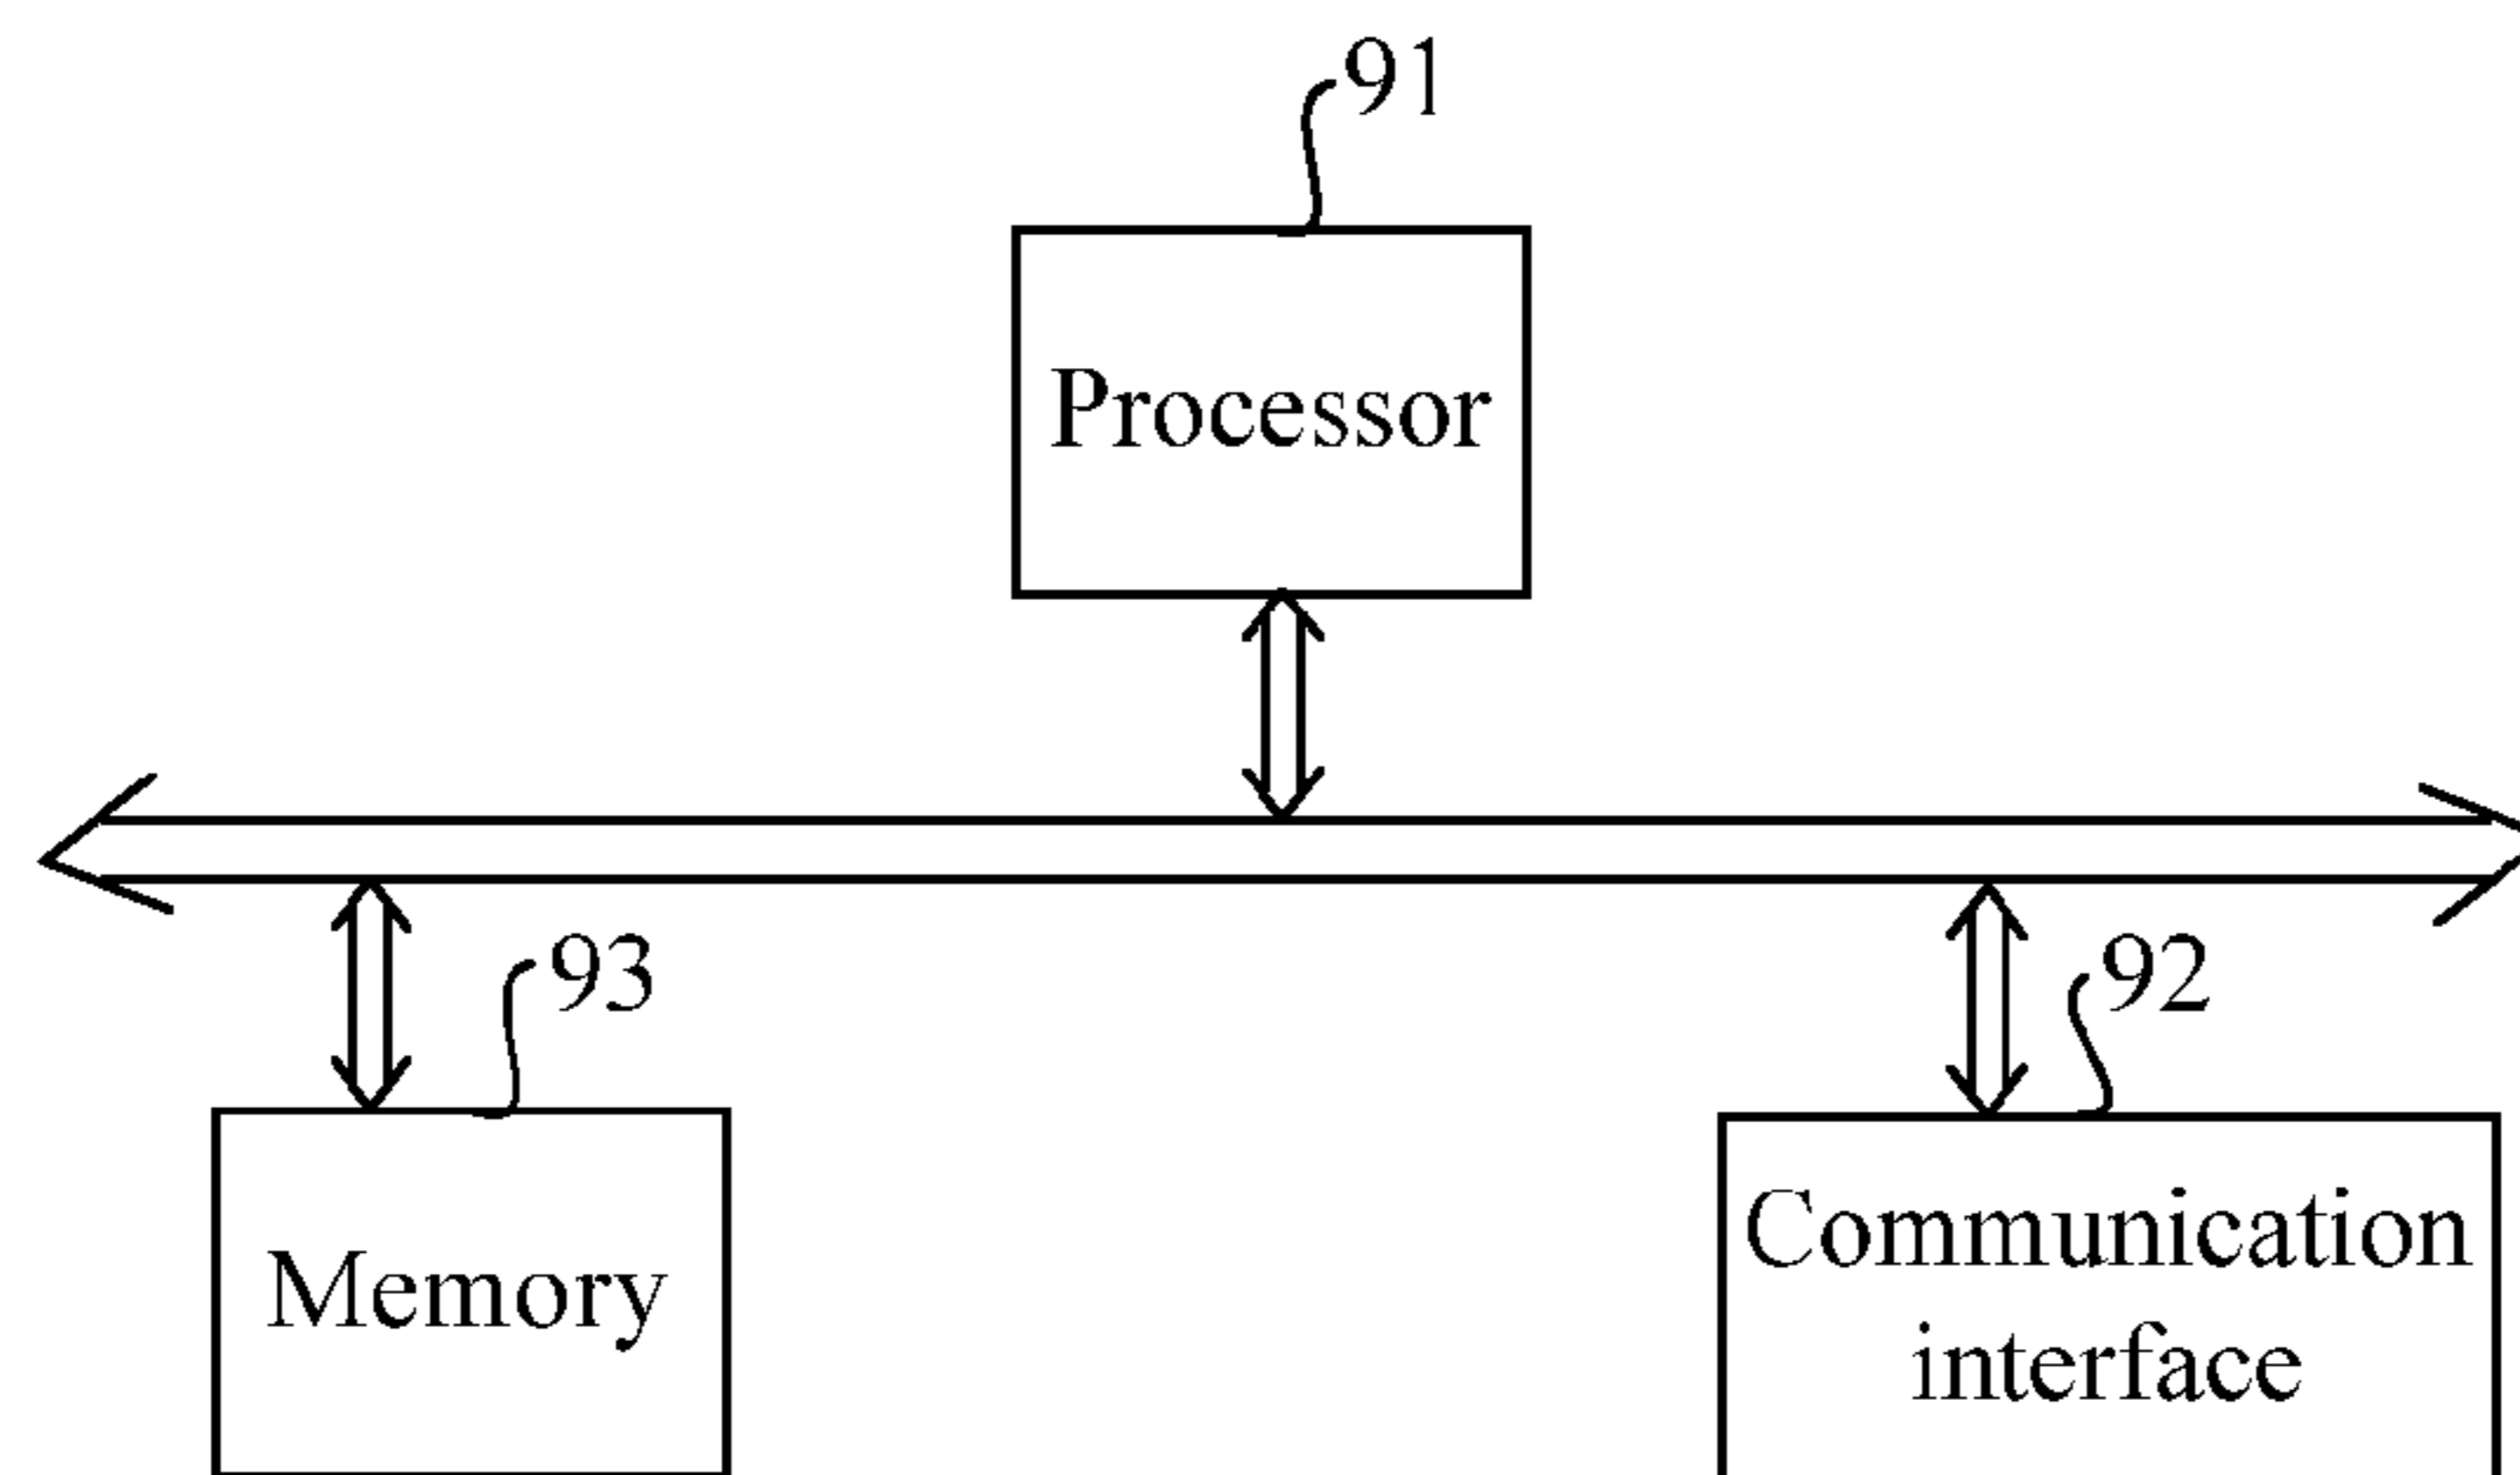 91
Processor
93
92
Memory
Communication
interface